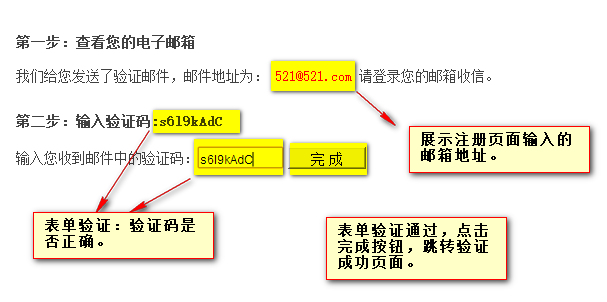 第一步：查看您的电子邮箱
我们给您发送了验证邮件，邮件地址为： 521@521.com 请登录您的邮箱收信。
第二步：输入验证码:s6l9kAdC
展示注册页面输入的
邮箱地址。
输入您收到邮件中的验证码： s6l9kAdC 完成
表单验证：验证码是
否正确。
表单验证通过，点击
完成按钮，跳转验证
成功页面。